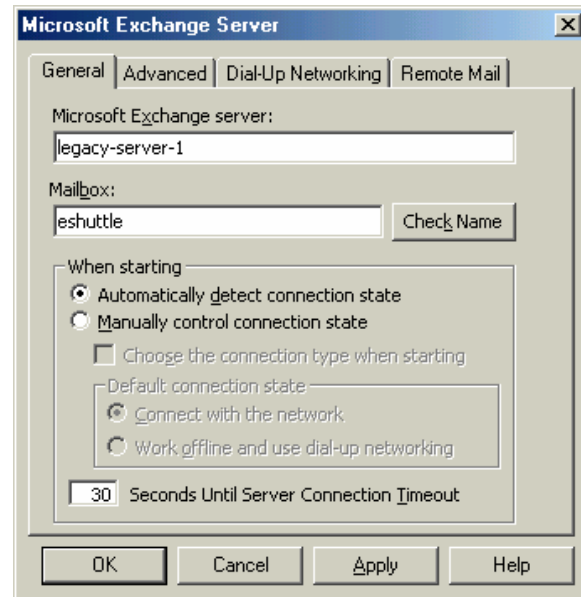 Microsoft Exchange Server
General Advanced Dial-Up Networking Remote Mail
Microsoft Exchange server:
legacy-server-1
Mailbox:
eshuttle Check Name
When starting
Automatically detect connection state
Manually control connection state
Choose the connection type when starting
Default connection state
Connect with the network
Work offline and use dial-up networking
30 Seconds Until Server Connection Timeout
OK Cancel Apply Help